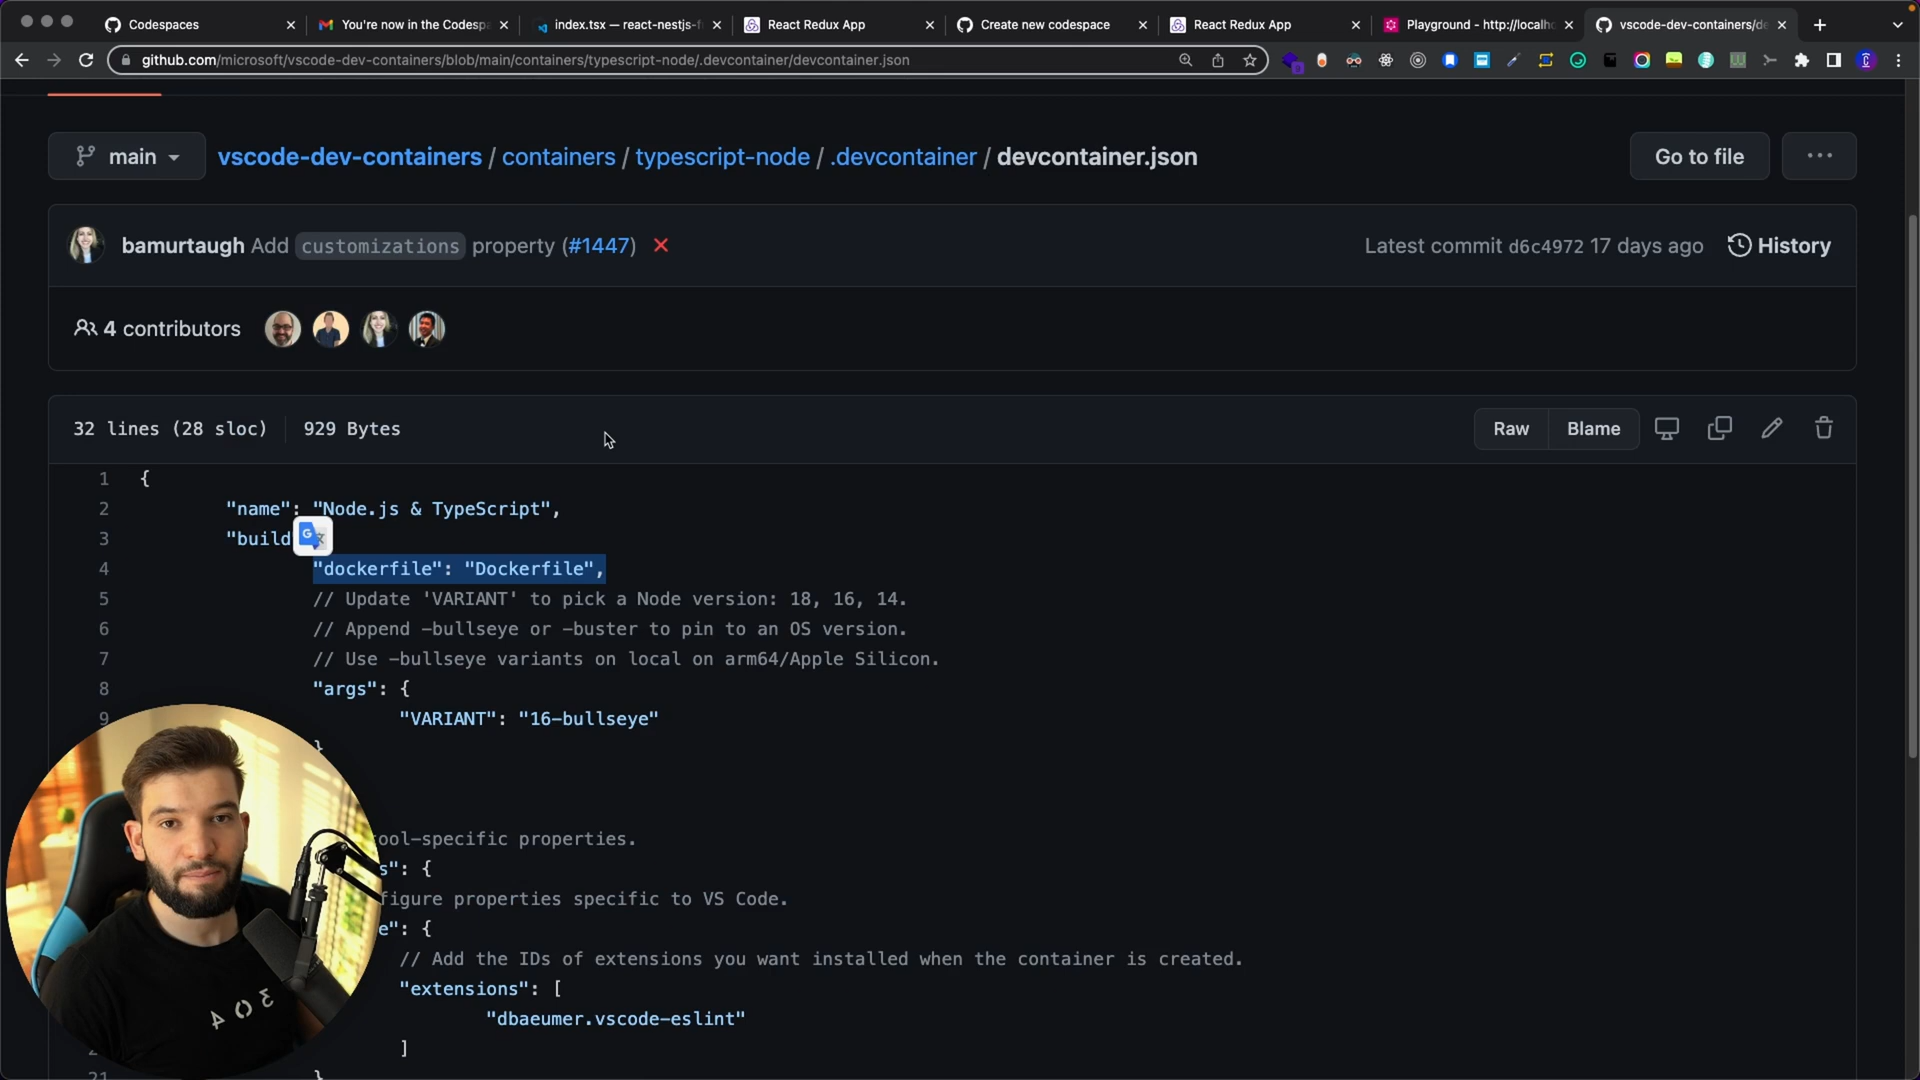 Codespaces
You're now in the Codesp
index.tsx — react-nestjs-f
React Redux App
Create new codespace
React Redux App
Playground - http://localh
vscode-dev-containers/de
github.com/microsoft/vscode-dev-containers/blob/main/containers/typescript-node/.devcontainer/devcontainer.json
main
vscode-dev-containers / containers / typescript-node / .devcontainer / devcontainer.json
Go to file
bamurtaugh Add customizations property (#1447)
Latest commit d6c4972 17 days ago
History
4 contributors
32 lines (28 sloc)
929 Bytes
Raw
Blame
1 {
2 "name": "Node.js & TypeScript",
3 "build
4 "dockerfile": "Dockerfile",
5 // Update 'VARIANT' to pick a Node version: 18, 16, 14.
6 // Append -bullseye or -buster to pin to an OS version.
7 // Use -bullseye variants on local on arm64/Apple Silicon.
8 "args": {
9 "VARIANT": "16-bullseye"
}
ool-specific properties.
s": {
figure properties specific to VS Code.
e": {
// Add the IDs of extensions you want installed when the container is created.
"extensions": [
"dbaeumer.vscode-eslint"
]
21 }